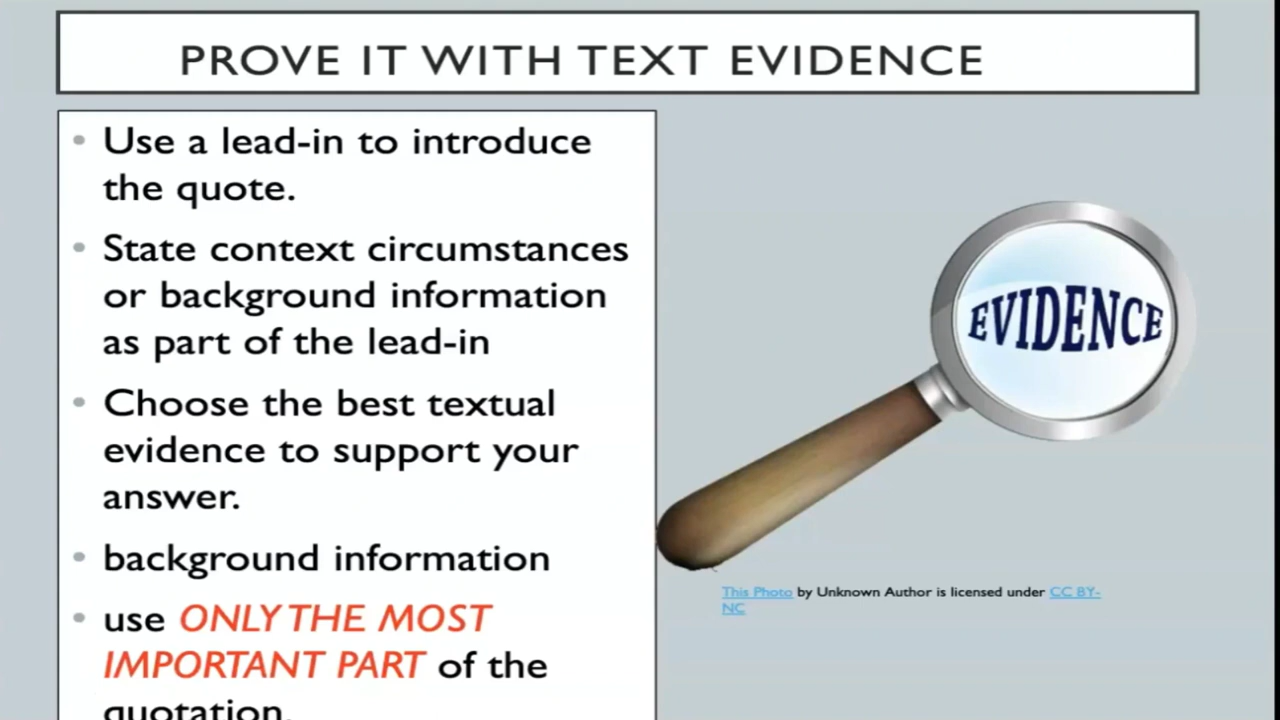 PROVE IT WITH TEXT EVIDENCE
• Use a lead-in to introduce
the quote.
• State context circumstances
or background information
as part of the lead-in
• Choose the best textual
evidence to support your
answer.
• background information
• use ONLY THE MOST
IMPORTANT PART of the
quotation.
EVIDENCE
This Photo by Unknown Author is licensed under CC BY-
NC